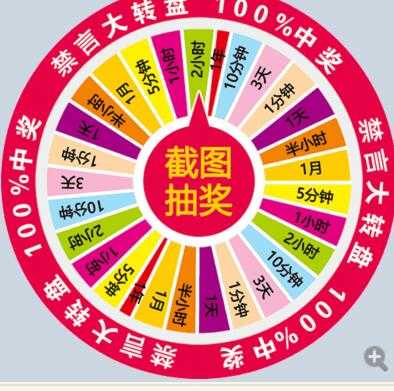 禁言大转盘
100%中奖
禁言大转盘
100%中奖
禁言大转盘
100%中奖
2小时
1年
10分钟
3天
1分钟
1天
半小时
1月
5分钟
1小时
2小时
10分钟
3天
1分钟
1天
半小时
1月
1年
5分钟
1小时
2小时
10分钟
3天
1分钟
1天
半小时
1月
5分钟
1小时
截图
抽奖